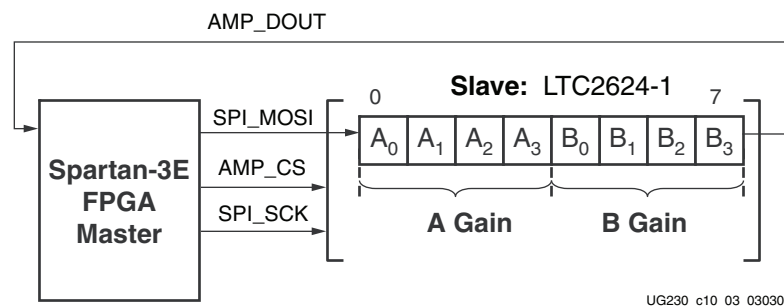 AMP_DOUT
Slave: LTC2624-1
0 7
SPI_MOSI
A0 A1 A2 A3 B0 B1 B2 B3
Spartan-3E
FPGA
Master
AMP_CS
SPI_SCK
A Gain B Gain
UG230_c10_03_03030